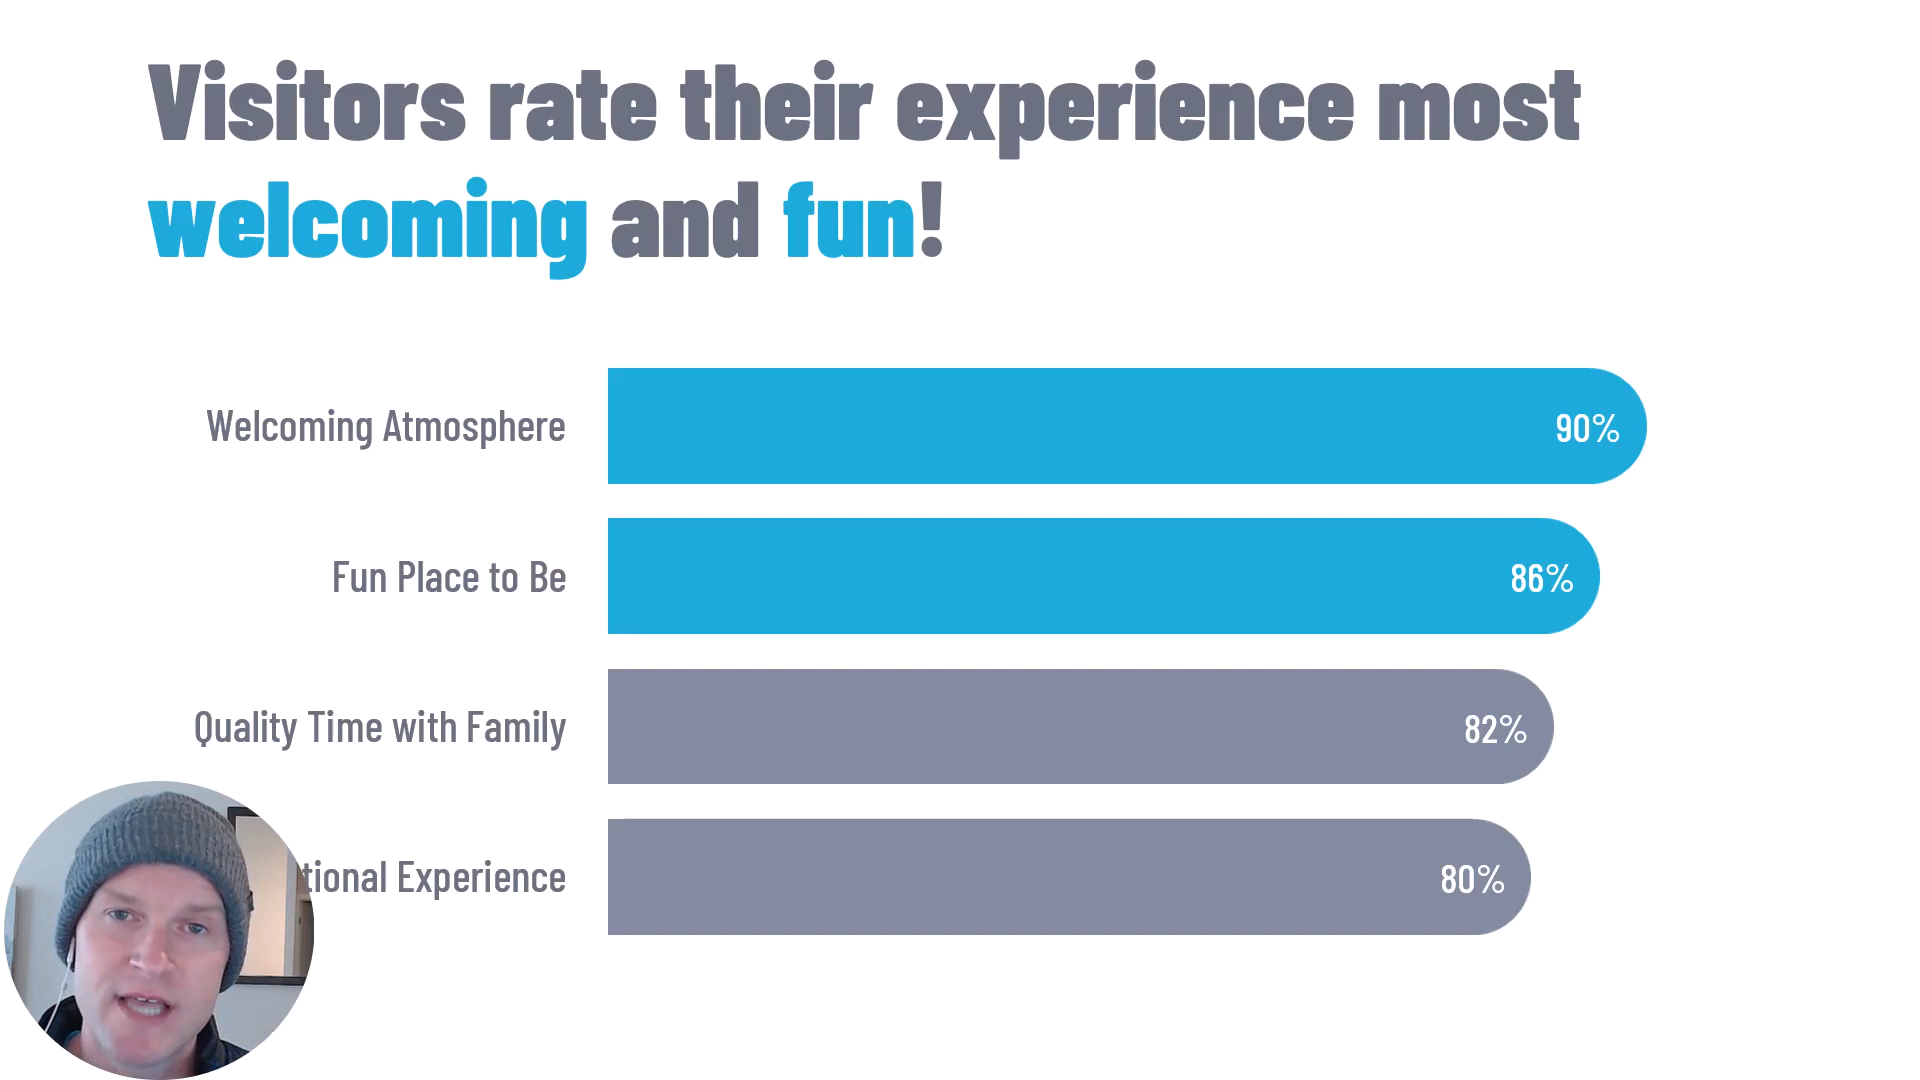 Visitors rate their experience most
welcoming and fun!
Welcoming Atmosphere 90%
Fun Place to Be 86%
Quality Time with Family 82%
Experience 80%